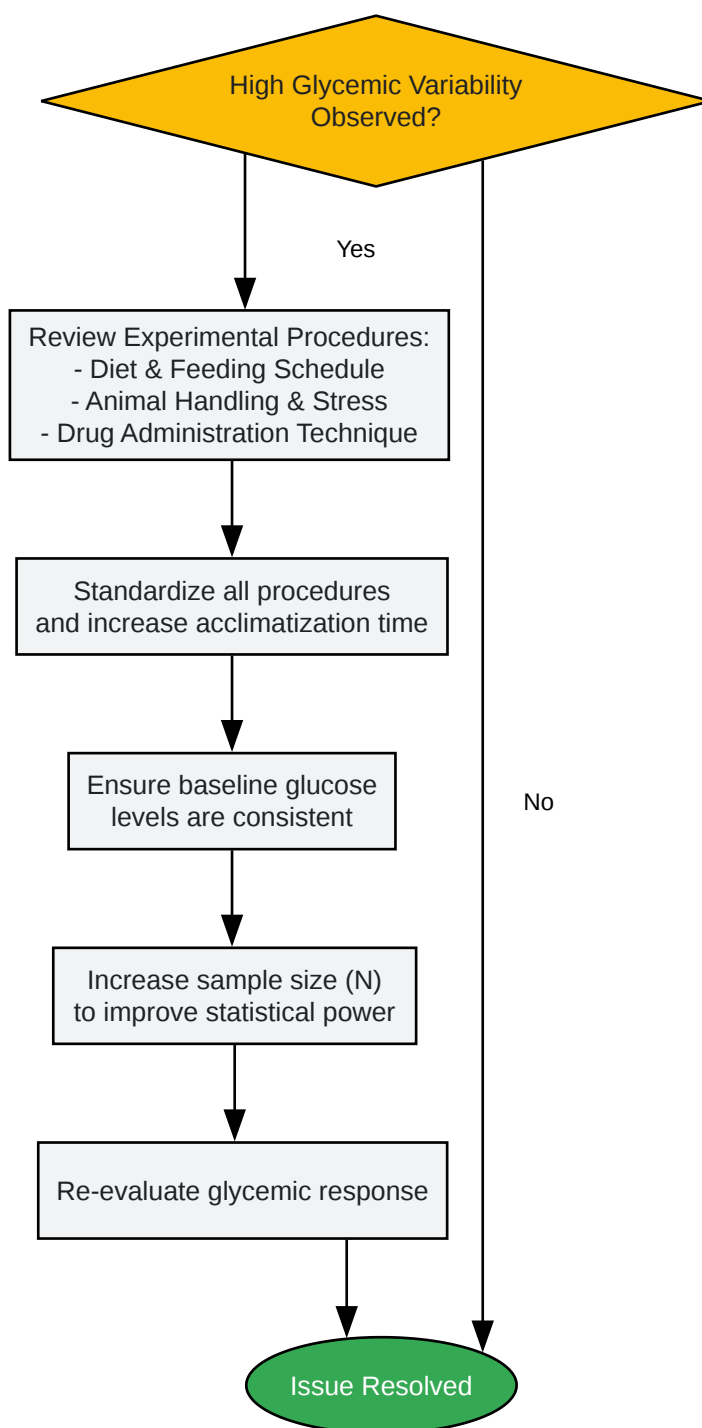 High Glycemic Variability
Observed?
Yes
Review Experimental Procedures:
- Diet & Feeding Schedule
- Animal Handling & Stress
- Drug Administration Technique
Standardize all procedures
and increase acclimatization time
Ensure baseline glucose
levels are consistent
No
Increase sample size (N)
to improve statistical power
Re-evaluate glycemic response
Issue Resolved